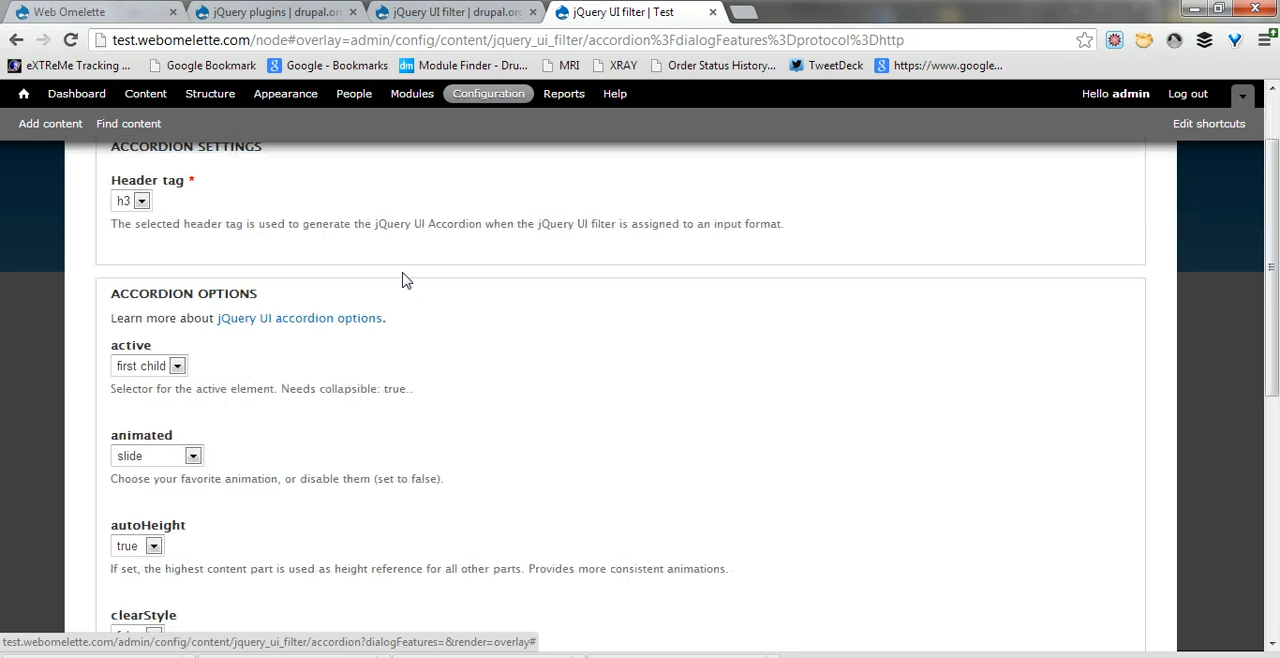 Web Omelette
jQuery plugins | drupal.or
jQuery UI filter | drupal.or
jQuery UI filter | Test
test.webomelette.com/node#overlay=admin/config/content/jquery_ui_filter/accordion%3FdialogFeatures%3Dprotocol%3Dhttp
eXTReMe Tracking ... Google Bookmark Google - Bookmarks Module Finder - Dru... MRI XRAY Order Status History... TweetDeck https://www.google...
Dashboard Content Structure Appearance People Modules Configuration Reports Help Hello admin Log out
Add content Find content Edit shortcuts
ACCORDION SETTINGS
Header tag *
h3
The selected header tag is used to generate the jQuery UI Accordion when the jQuery UI filter is assigned to an input format.
ACCORDION OPTIONS
Learn more about jQuery UI accordion options.
active
first child
Selector for the active element. Needs collapsible: true..
animated
slide
Choose your favorite animation, or disable them (set to false).
autoHeight
true
If set, the highest content part is used as height reference for all other parts. Provides more consistent animations.
clearStyle
test.webomelette.com/admin/config/content/jquery_ui_filter/accordion?dialogFeatures=&render=overlay#